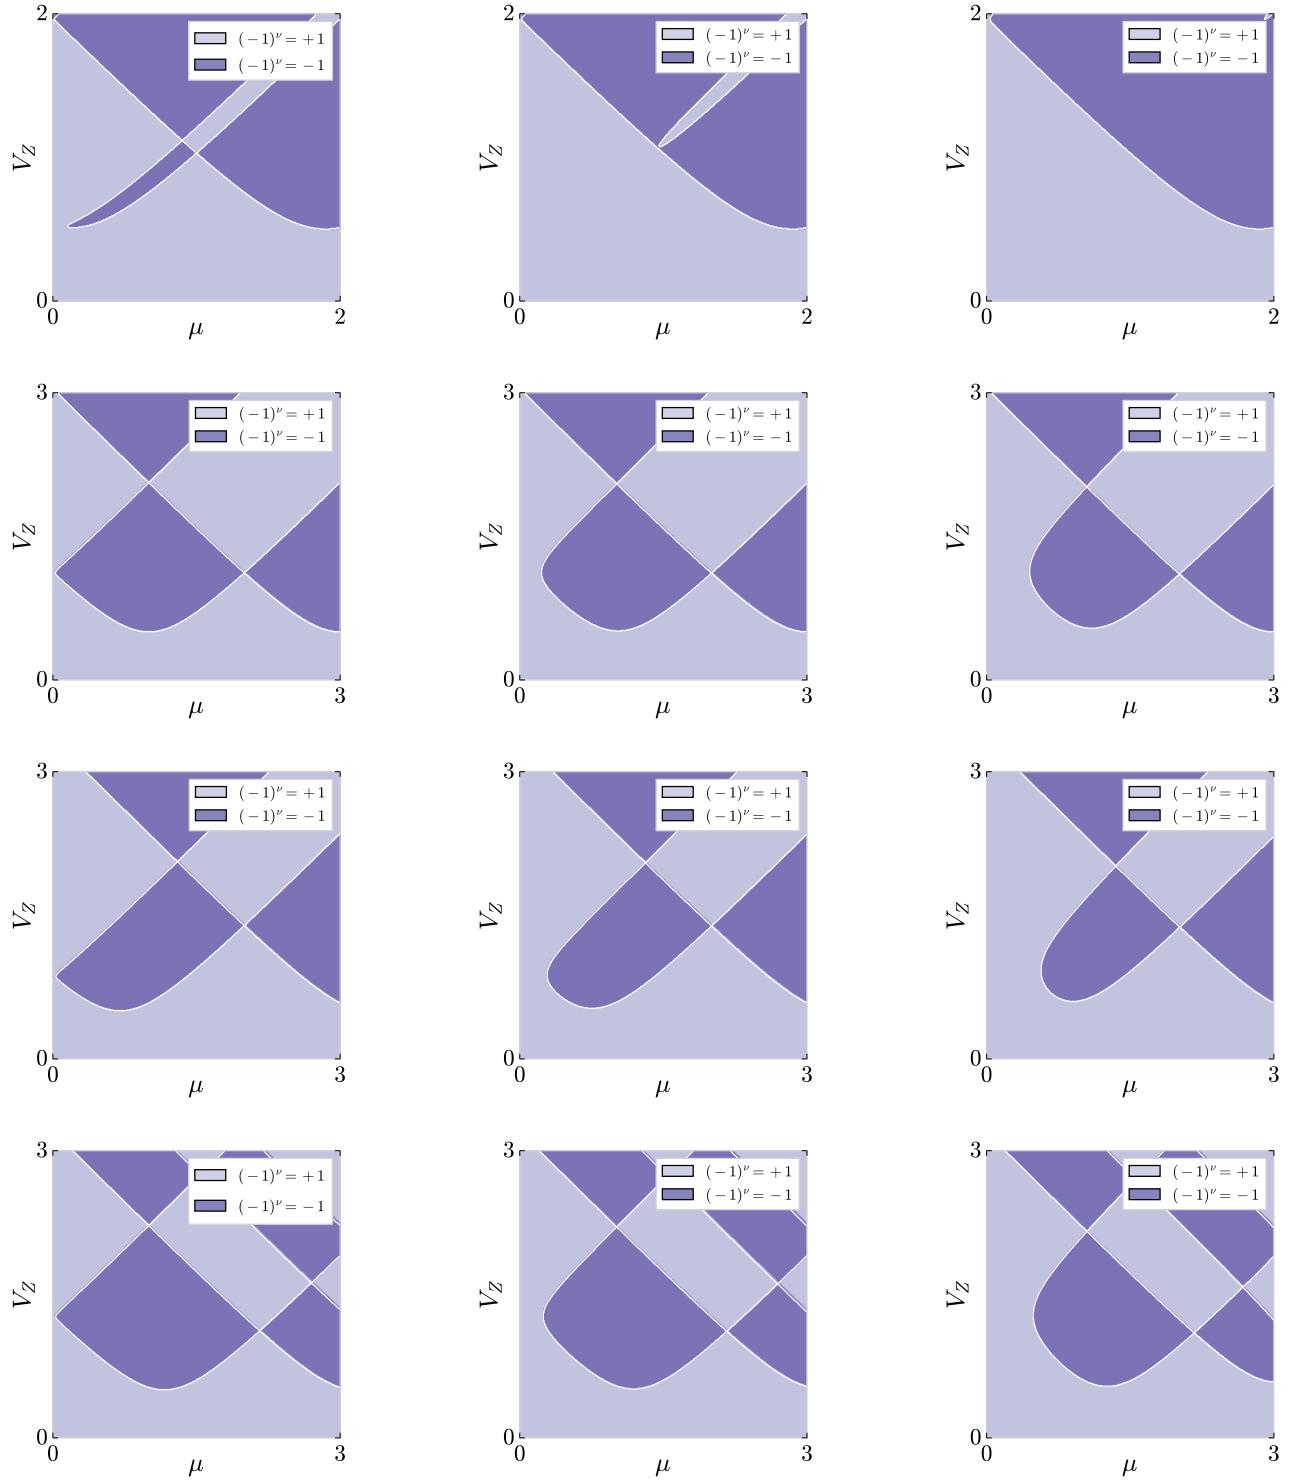 2
(−1)^ν = +1
(−1)^ν = −1
V_Z
0
0
μ
2
2
(−1)^ν = +1
(−1)^ν = −1
V_Z
0
0
μ
2
2
(−1)^ν = +1
(−1)^ν = −1
V_Z
0
0
μ
2
3
(−1)^ν = +1
(−1)^ν = −1
V_Z
0
0
μ
3
3
(−1)^ν = +1
(−1)^ν = −1
V_Z
0
0
μ
3
3
(−1)^ν = +1
(−1)^ν = −1
V_Z
0
0
μ
3
3
(−1)^ν = +1
(−1)^ν = −1
V_Z
0
0
μ
3
3
(−1)^ν = +1
(−1)^ν = −1
V_Z
0
0
μ
3
3
(−1)^ν = +1
(−1)^ν = −1
V_Z
0
0
μ
3
3
(−1)^ν = +1
(−1)^ν = −1
V_Z
0
0
μ
3
3
(−1)^ν = +1
(−1)^ν = −1
V_Z
0
0
μ
3
3
(−1)^ν = +1
(−1)^ν = −1
V_Z
0
0
μ
3